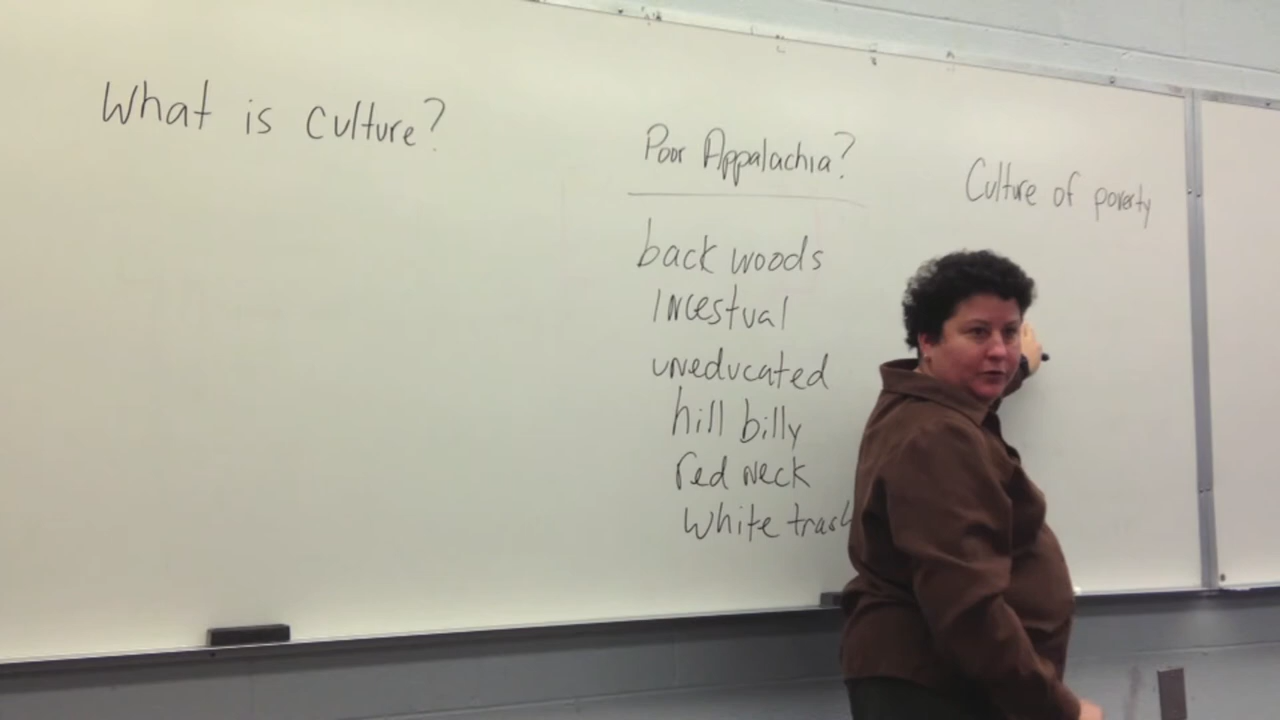 What is culture?
Poor Appalachia?
back woods
Incestual
uneducated
hill billy
red neck
white trash
Culture of poverty